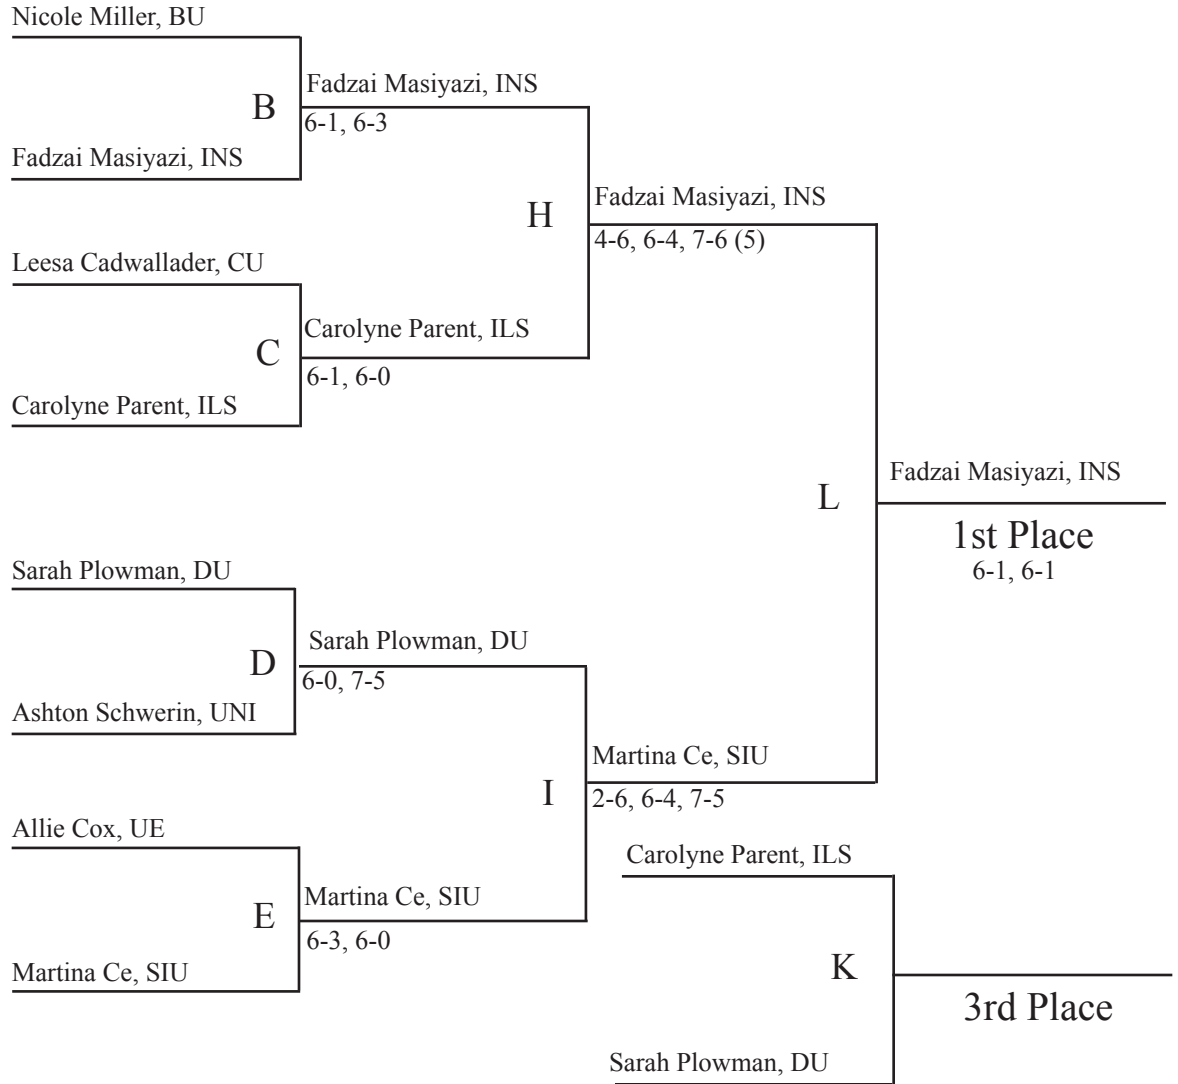 Nicole Miller, BU
Fadzai Masiyazi, INS
B
6-1, 6-3
Fadzai Masiyazi, INS
Fadzai Masiyazi, INS
H
4-6, 6-4, 7-6 (5)
Leesa Cadwallader, CU
Carolyne Parent, ILS
C
6-1, 6-0
Carolyne Parent, ILS
Fadzai Masiyazi, INS
L
1st Place
6-1, 6-1
Sarah Plowman, DU
Sarah Plowman, DU
D
6-0, 7-5
Ashton Schwerin, UNI
Martina Ce, SIU
I
2-6, 6-4, 7-5
Allie Cox, UE
Carolyne Parent, ILS
Martina Ce, SIU
E
6-3, 6-0
Martina Ce, SIU
K
3rd Place
Sarah Plowman, DU